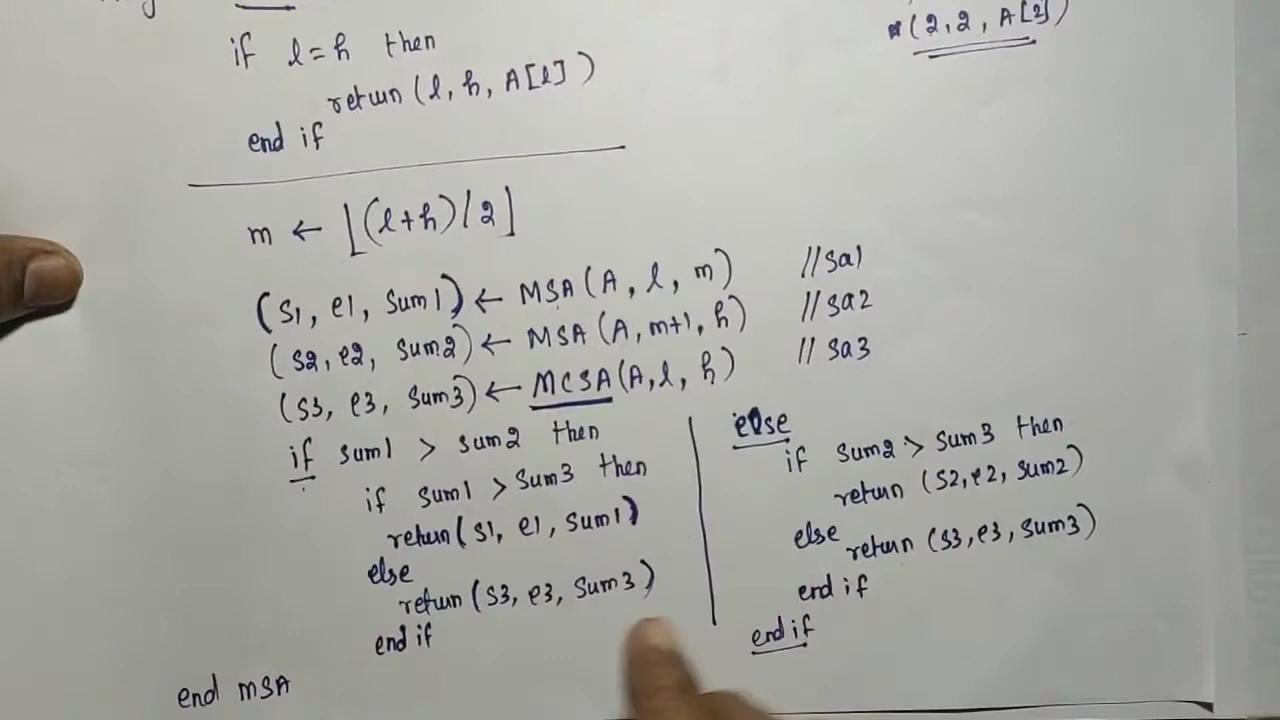 if l=h then
return (l, h, A[l])
end if
(2,2, A[2])
m ← ⌊(l+h)/2⌋
(S1, e1, Sum1) ← MSA (A, l, m) //sa1
(S2, e2, Sum2) ← MSA (A, m+1, h) //sa2
(S3, e3, Sum3) ← MCSA (A, l, h) //sa3
if sum1 > sum2 then
if sum1 > Sum3 then
return (S1, e1, Sum1)
else
return (S3, e3, Sum3)
end if
else
if sum2 > sum3 then
return (S2, e2, Sum2)
else
return (S3, e3, Sum3)
end if
end if
end MSA